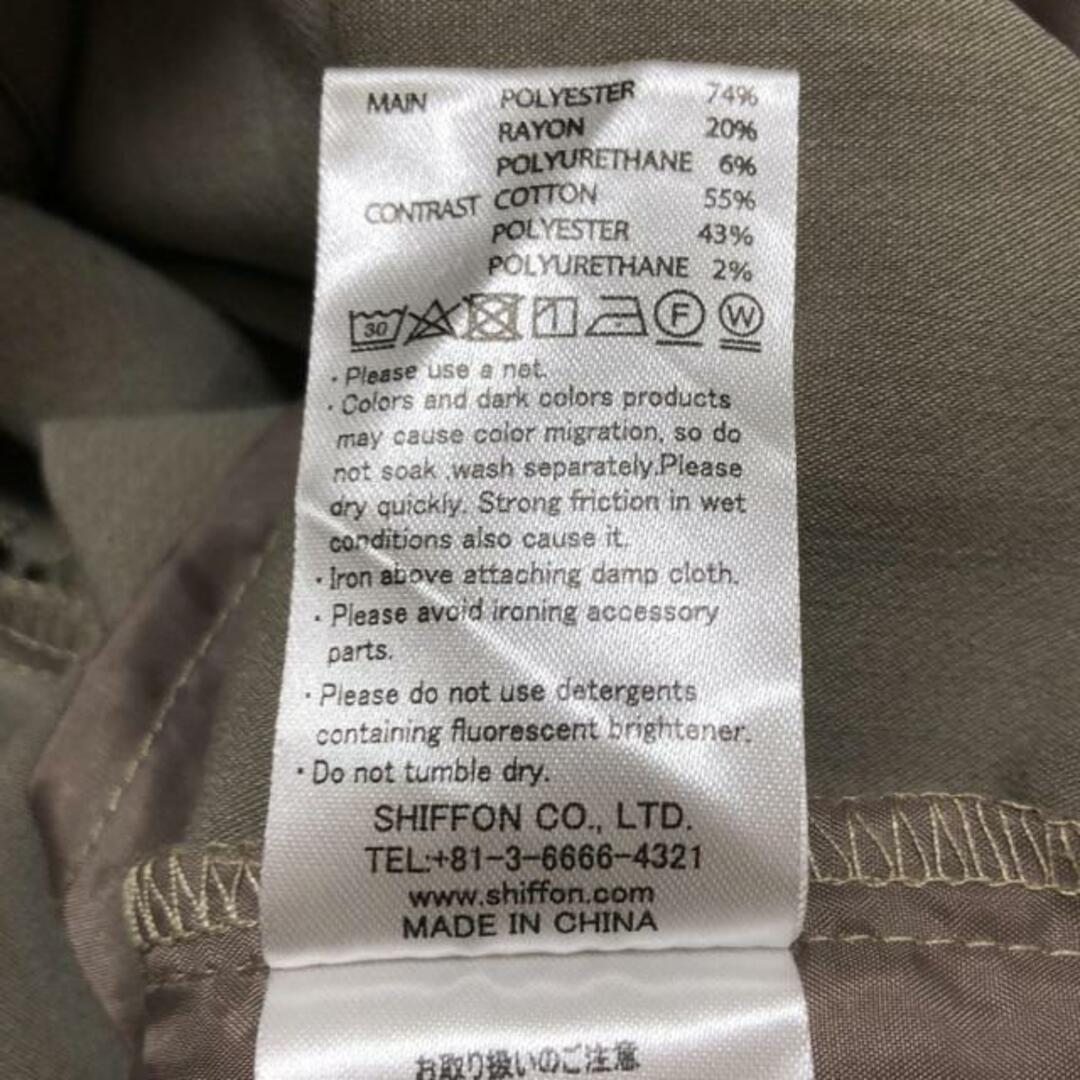 MAIN POLYESTER 74%
RAYON 20%
POLYURETHANE 6%
CONTRAST COTTON 55%
POLYESTER 43%
POLYURETHANE 2%
30 F W
・Please use a net.
・Colors and dark colors products
may cause color migration, so do
not soak ,wash separately.Please
dry quickly. Strong friction in wet
conditions also cause it.
・Iron above attaching damp cloth.
・Please avoid ironing accessory
parts.
・Please do not use detergents
containing fluorescent brightener.
・Do not tumble dry.
SHIFFON CO., LTD.
TEL:+81-3-6666-4321
www.shiffon.com
MADE IN CHINA
お取り扱いのご注意